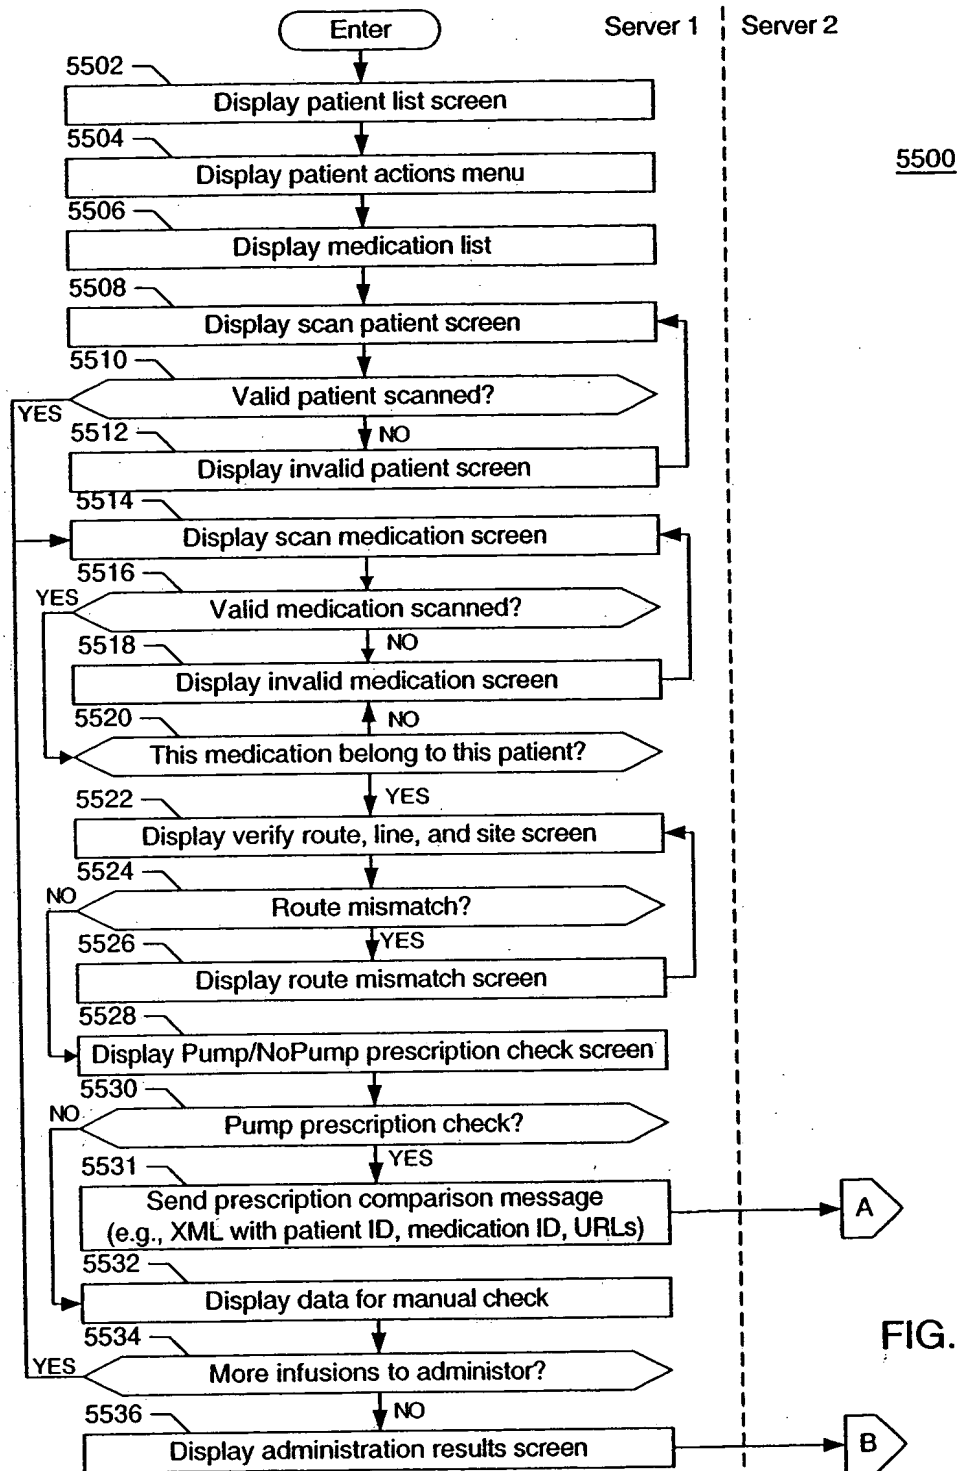 Enter
Server 1
Server 2
5500
5502
Display patient list screen
5504
Display patient actions menu
5506
Display medication list
5508
Display scan patient screen
5510
Valid patient scanned?
YES
NO
5512
Display invalid patient screen
5514
Display scan medication screen
5516
YES
Valid medication scanned?
NO
5518
Display invalid medication screen
NO
5520
This medication belong to this patient?
YES
5522
Display verify route, line, and site screen
5524
NO
Route mismatch?
YES
5526
Display route mismatch screen
5528
Display Pump/NoPump prescription check screen
5530
NO
Pump prescription check?
YES
5531
Send prescription comparison message
(e.g., XML with patient ID, medication ID, URLs)
A
5532
Display data for manual check
FIG.
5534
YES
More infusions to administor?
NO
5536
Display administration results screen
B